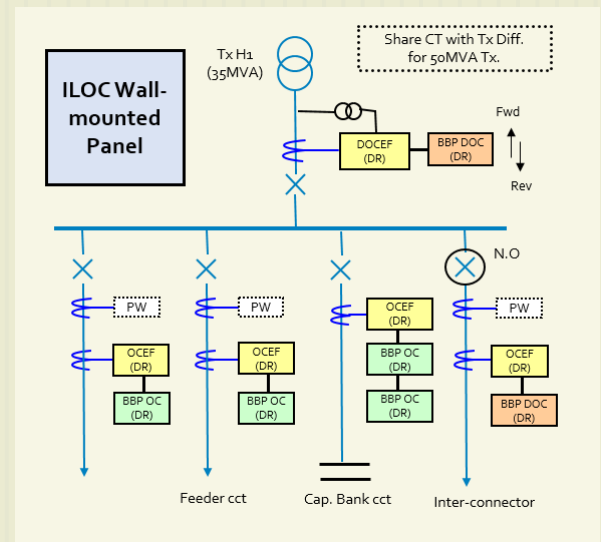 Tx H1
(35MVA)
Share CT with Tx Diff.
for 50MVA Tx.
ILOC Wall-
mounted
Panel
DOCEF
(DR)
BBP DOC
(DR)
Fwd
Rev
N.O
PW
PW
PW
OCEF
(DR)
BBP OC
(DR)
OCEF
(DR)
BBP OC
(DR)
OCEF
(DR)
BBP OC
(DR)
BBP OC
(DR)
OCEF
(DR)
BBP DOC
(DR)
Feeder cct
Cap. Bank cct
Inter-connector